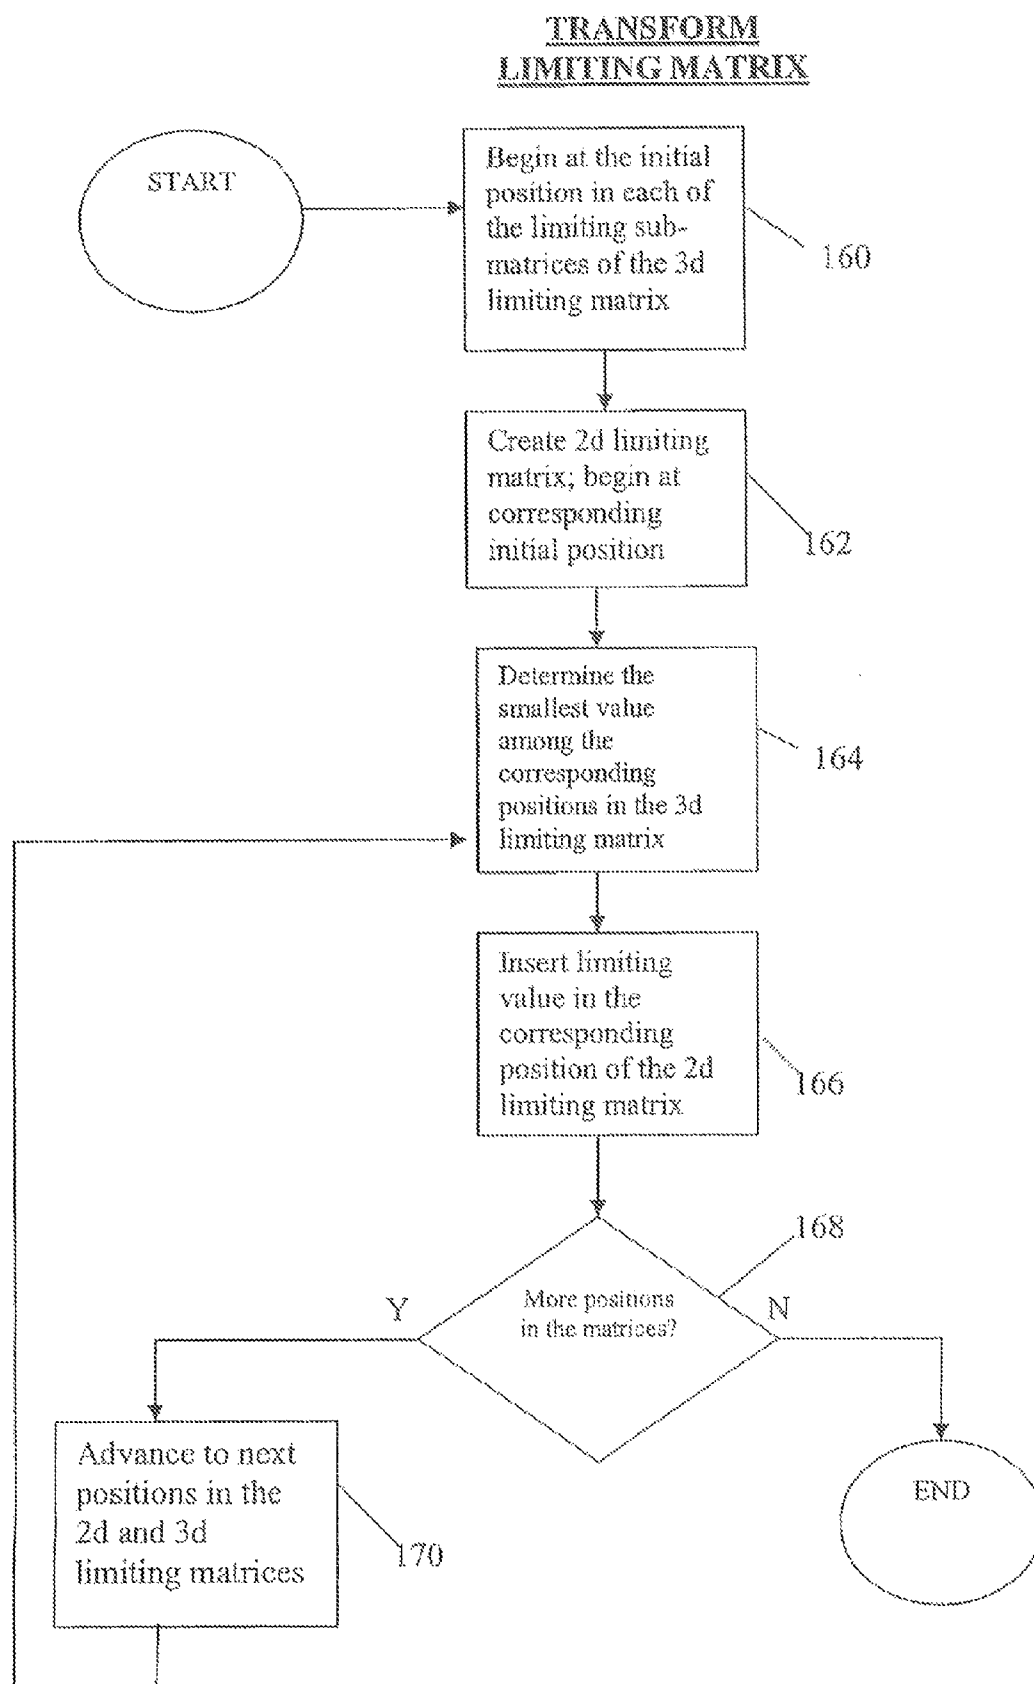 TRANSFORM
LIMITING MATRIX
START
Begin at the initial
position in each of
the limiting sub-
matrices of the 3d
limiting matrix
160
Create 2d limiting
matrix; begin at
corresponding
initial position
162
Determine the
smallest value
among the
corresponding
positions in the 3d
limiting matrix
164
Insert limiting
value in the
corresponding
position of the 2d
limiting matrix
166
168
More positions
in the matrices?
Y
N
Advance to next
positions in the
2d and 3d
limiting matrices
170
END